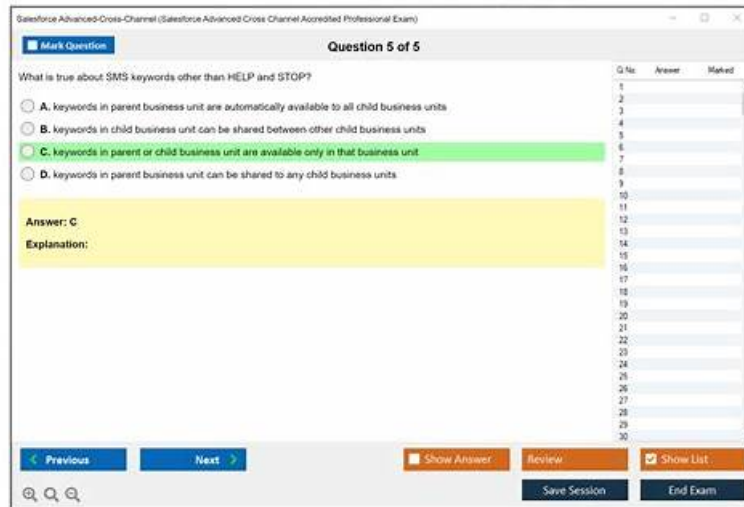 Salesforce Advanced-Cross-Channel (Salesforce Advanced Cross Channel Accredited Professional Exam)
Mark Question
Question 5 of 5
What is true about SMS keywords other than HELP and STOP?
A. keywords in parent business unit are automatically available to all child business units
B. keywords in child business unit can be shared between other child business units
C. keywords in parent or child business unit are available only in that business unit
D. keywords in parent business unit can be shared to any child business units
Answer: C
Explanation:
Q No. Answer Marked
1
2
3
4
5
6
7
8
9
10
11
12
13
14
15
16
17
18
19
20
21
22
23
24
25
26
27
28
29
30
Previous
Next
Show Answer
Review
Show List
Save Session
End Exam